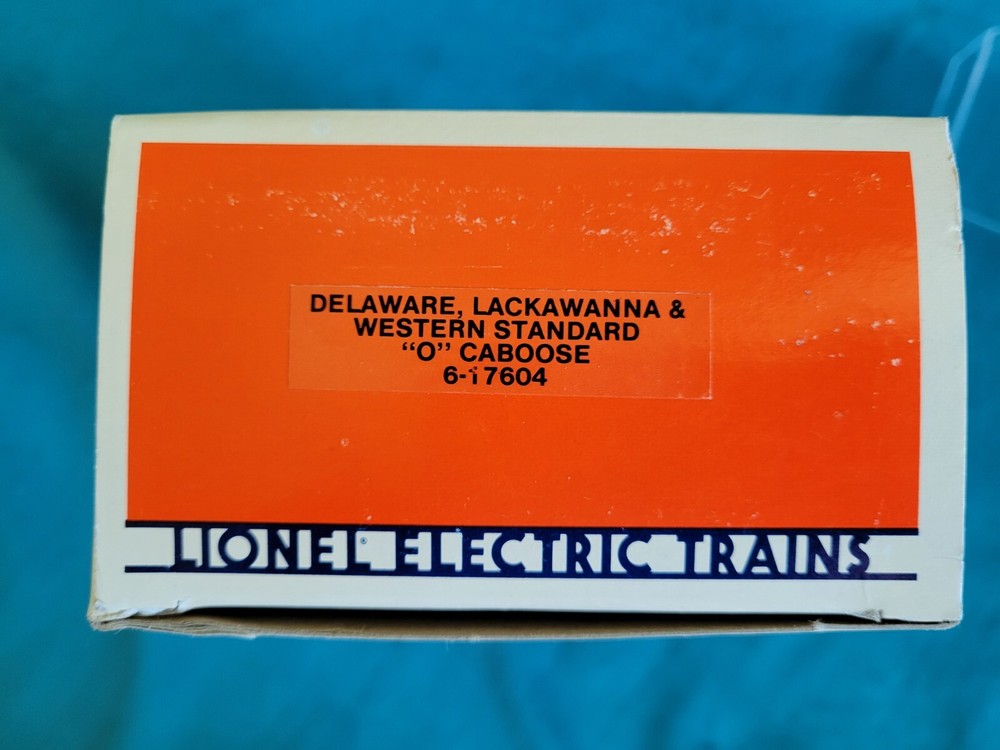 DELAWARE, LACKAWANNA &
WESTERN STANDARD
“O” CABOOSE
6-17604
LIONEL® ELECTRIC TRAINS